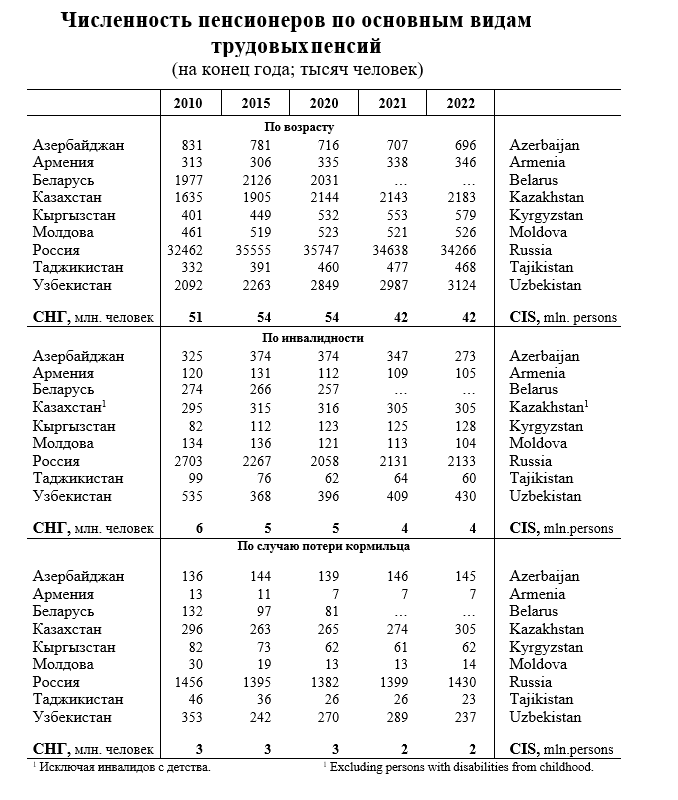 Численность пенсионеров по основным видам
трудовыхпенсий
(на конец года; тысяч человек)
2010 2015 2020 2021 2022
По возрасту
Азербайджан 831 781 716 707 696 Azerbaijan
Армения 313 306 335 338 346 Armenia
Беларусь 1977 2126 2031 … … Belarus
Казахстан 1635 1905 2144 2143 2183 Kazakhstan
Кыргызстан 401 449 532 553 579 Kyrgyzstan
Молдова 461 519 523 521 526 Moldova
Россия 32462 35555 35747 34638 34266 Russia
Таджикистан 332 391 460 477 468 Tajikistan
Узбекистан 2092 2263 2849 2987 3124 Uzbekistan
СНГ, млн. человек 51 54 54 42 42 CIS, mln. persons
По инвалидности
Азербайджан 325 374 374 347 273 Azerbaijan
Армения 120 131 112 109 105 Armenia
Беларусь 274 266 257 … … Belarus
Казахстан¹ 295 315 316 305 305 Kazakhstan¹
Кыргызстан 82 112 123 125 128 Kyrgyzstan
Молдова 134 136 121 113 104 Moldova
Россия 2703 2267 2058 2131 2133 Russia
Таджикистан 99 76 62 64 60 Tajikistan
Узбекистан 535 368 396 409 430 Uzbekistan
СНГ, млн. человек 6 5 5 4 4 CIS, mln.persons
По случаю потери кормильца
Азербайджан 136 144 139 146 145 Azerbaijan
Армения 13 11 7 7 7 Armenia
Беларусь 132 97 81 … … Belarus
Казахстан 296 263 265 274 305 Kazakhstan
Кыргызстан 82 73 62 61 62 Kyrgyzstan
Молдова 30 19 13 13 14 Moldova
Россия 1456 1395 1382 1399 1430 Russia
Таджикистан 46 36 26 26 23 Tajikistan
Узбекистан 353 242 270 289 237 Uzbekistan
СНГ, млн. человек 3 3 3 2 2 CIS, mln.persons
¹ Исключая инвалидов с детства. ¹ Excluding persons with disabilities from childhood.